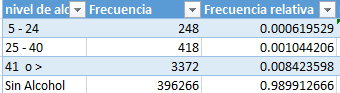 nivel de alc Frecuencia Frecuencia relativa
5 - 24 248 0.000619529
25 - 40 418 0.001044206
41 o > 3372 0.008423598
Sin Alcohol 396266 0.989912666